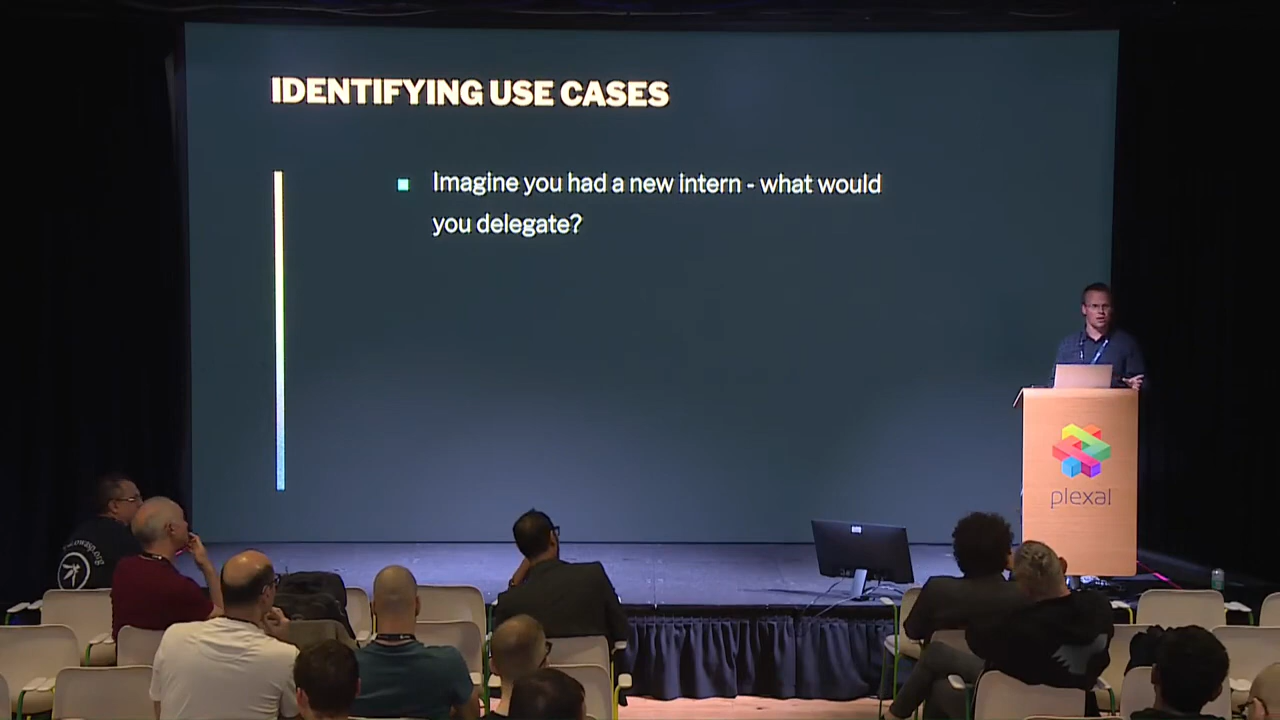 IDENTIFYING USE CASES
Imagine you had a new intern - what would
you delegate?
plexal